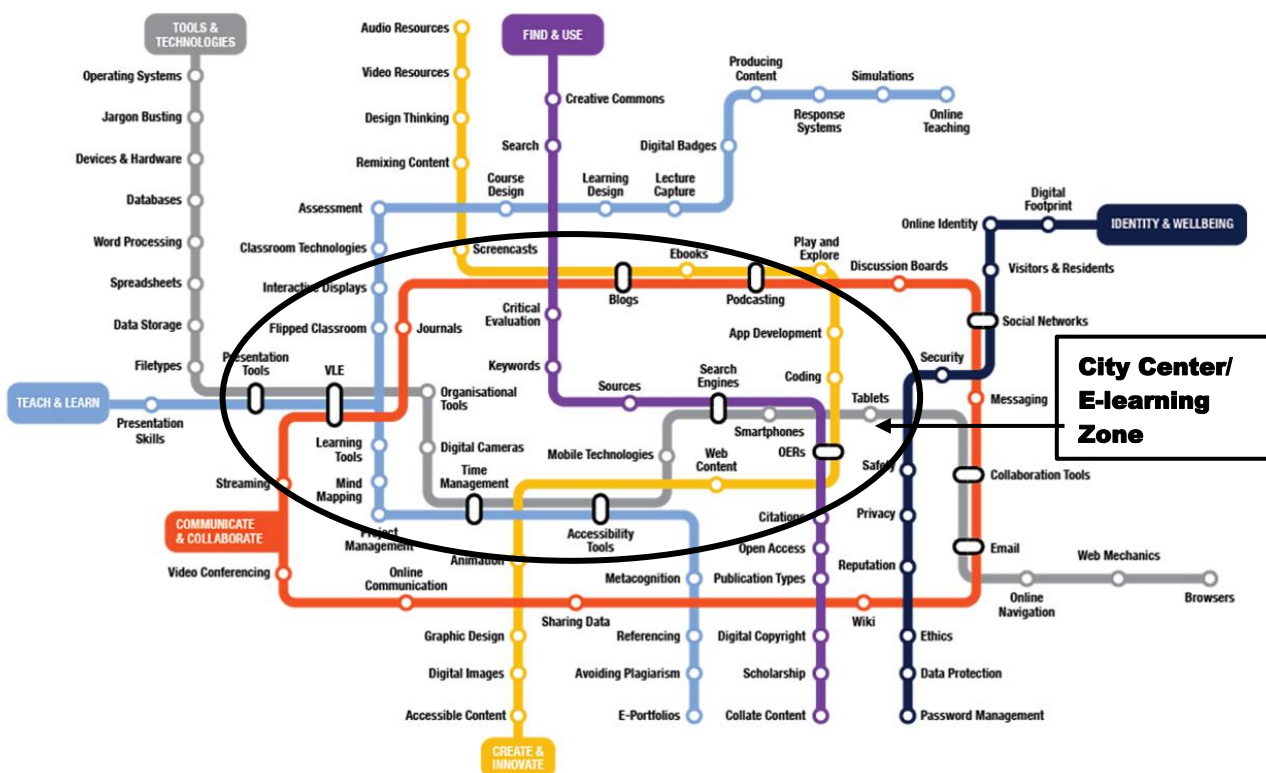 TOOLS &
TECHNOLOGIES
Operating Systems
Jargon Busting
Devices & Hardware
Databases
Word Processing
Spreadsheets
Data Storage
Filetypes
Presentation
Tools
VLE
TEACH & LEARN
Presentation
Skills
Audio Resources
Video Resources
Design Thinking
Remixing Content
Screencasts
FIND & USE
Creative Commons
Search
Critical
Evaluation
Keywords
Sources
Search
Engines
Producing
Content
Simulations
Response
Systems
Online
Teaching
Digital Badges
Course
Design
Learning
Design
Lecture
Capture
Assessment
Classroom Technologies
Interactive Displays
Flipped Classroom
Journals
Blogs
Ebooks
Podcasting
Play and
Explore
Discussion Boards
App Development
Coding
Digital
Footprint
Online Identity
IDENTITY & WELLBEING
Visitors & Residents
Social Networks
Security
Messaging
City Center/
E-learning
Zone
Organisational
Tools
Digital Cameras
Learning
Tools
Mind
Mapping
Project
Management
Time
Management
Accessibility
Tools
Mobile Technologies
Smartphones
Tablets
OERs
Web
Content
Streaming
COMMUNICATE
& COLLABORATE
Video Conferencing
Online
Communication
Sharing Data
Wiki
Animation
Graphic Design
Digital Images
Accessible Content
CREATE &
INNOVATE
Metacognition
Referencing
Avoiding Plagiarism
E-Portfolios
Citations
Open Access
Publication Types
Digital Copyright
Scholarship
Collate Content
Safety
Privacy
Reputation
Ethics
Data Protection
Password Management
Collaboration Tools
Email
Online
Navigation
Web Mechanics
Browsers